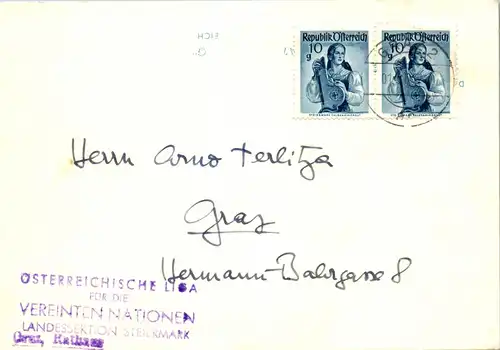 Republik Österreich
10
g
Republik Österreich
10
g
Herrn Arno Terlitza
Graz
Hermann-Bahrgasse 8
ÖSTERREICHISCHE LIGA
FÜR DIE
VEREINTEN NATIONEN
LANDESSEKTION STEIERMARK
Graz, Rathaus